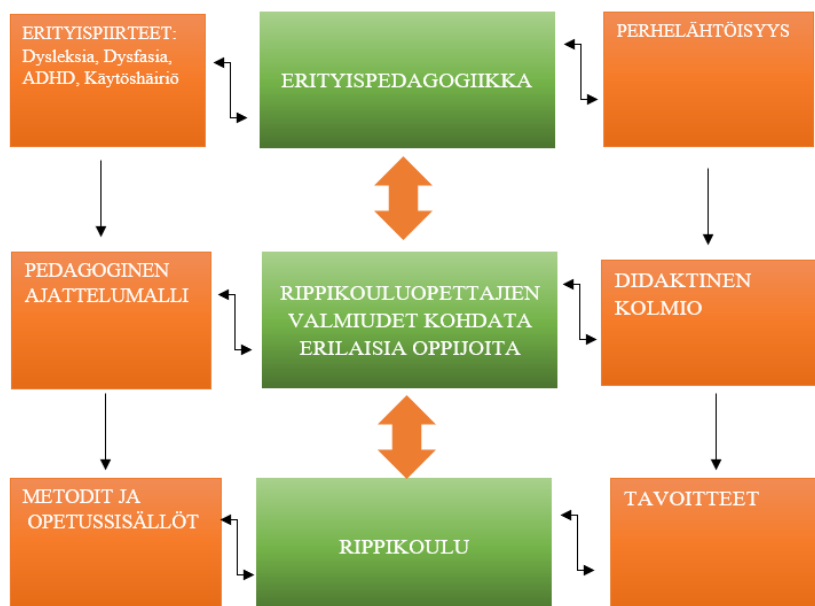 ERITYISPIIRTEET:
Dysleksia, Dysfasia,
ADHD, Käytöshäiriö
ERITYISPEDAGOGIIKKA
PERHELÄHTÖISYYS
PEDAGOGINEN
AJATTELUMALLI
RIPPIKOULUOPETTAJIEN
VALMIUDET KOHDATA
ERILAISIA OPPIJOITA
DIDAKTINEN
KOLMIO
METODIT JA
OPETUSSISÄLLÖT
RIPPIKOULU
TAVOITTEET